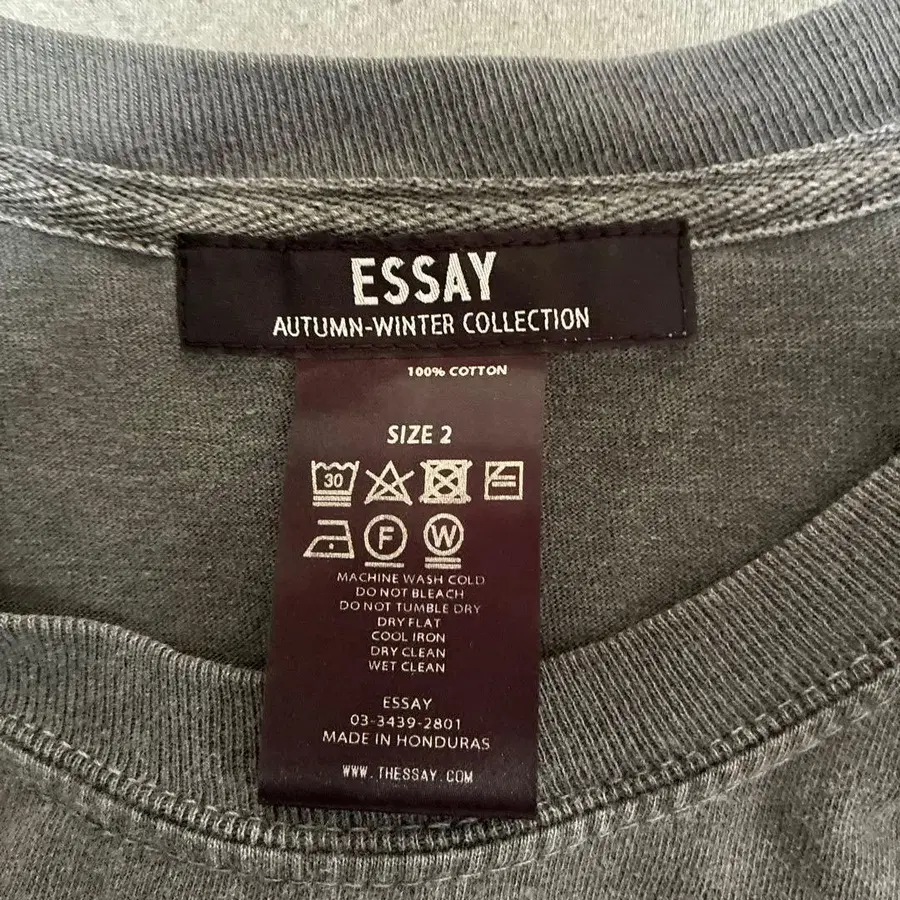 ESSAY
AUTUMN-WINTER COLLECTION
100% COTTON
SIZE 2
30
F W
MACHINE WASH COLD
DO NOT BLEACH
DO NOT TUMBLE DRY
DRY FLAT
COOL IRON
DRY CLEAN
WET CLEAN
ESSAY
03-3439-2801
MADE IN HONDURAS
WWW.THESSAY.COM